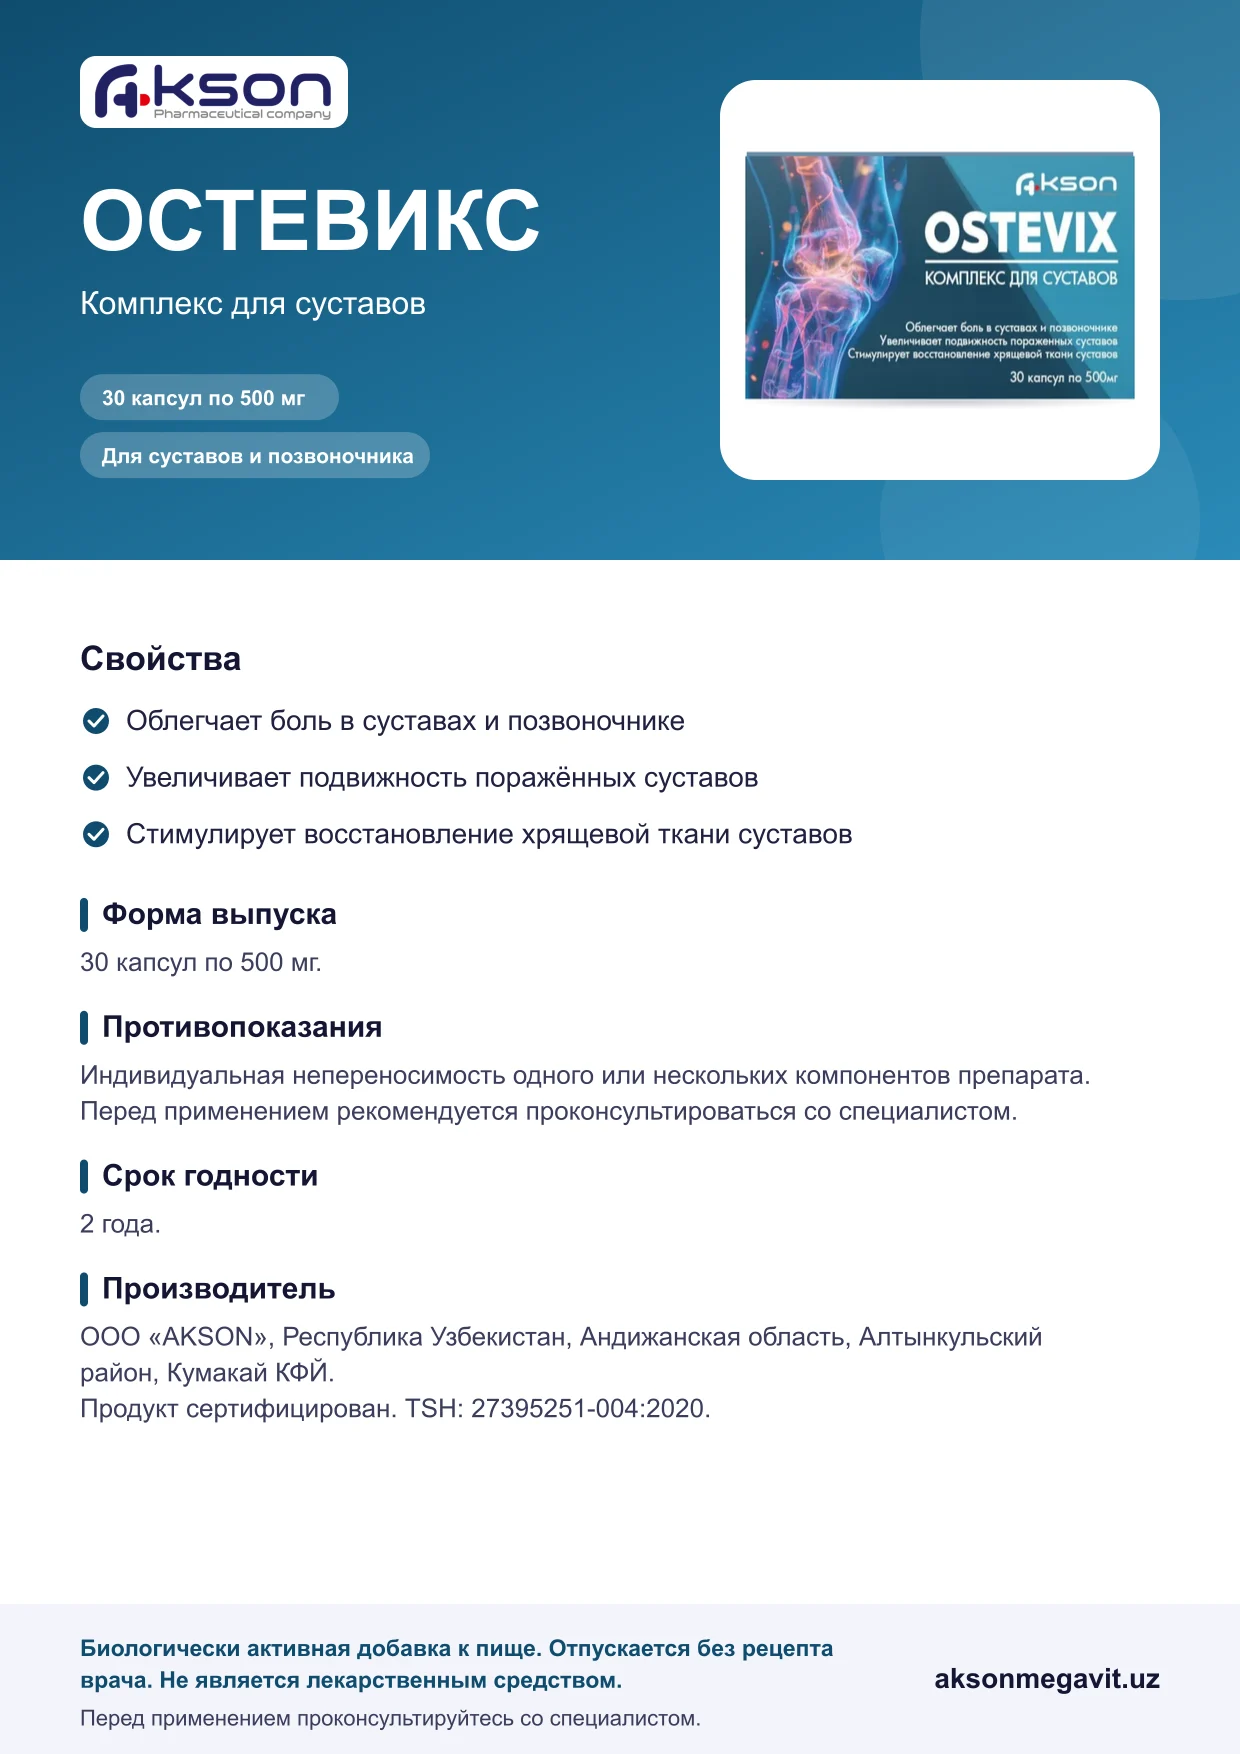 Akson
Pharmaceutical company
ОСТЕВИКС
Комплекс для суставов
30 капсул по 500 мг
Для суставов и позвоночника
Akson
OSTEVIX
КОМПЛЕКС ДЛЯ СУСТАВОВ
Облегчает боль в суставах и позвоночнике
Увеличивает подвижность пораженных суставов
Стимулирует восстановление хрящевой ткани суставов
30 капсул по 500мг
Свойства
Облегчает боль в суставах и позвоночнике
Увеличивает подвижность поражённых суставов
Стимулирует восстановление хрящевой ткани суставов
Форма выпуска
30 капсул по 500 мг.
Противопоказания
Индивидуальная непереносимость одного или нескольких компонентов препарата.
Перед применением рекомендуется проконсультироваться со специалистом.
Срок годности
2 года.
Производитель
ООО «AKSON», Республика Узбекистан, Андижанская область, Алтынкульский
район, Кумакай КФЙ.
Продукт сертифицирован. TSH: 27395251-004:2020.
Биологически активная добавка к пище. Отпускается без рецепта
врача. Не является лекарственным средством.
Перед применением проконсультируйтесь со специалистом.
aksonmegavit.uz